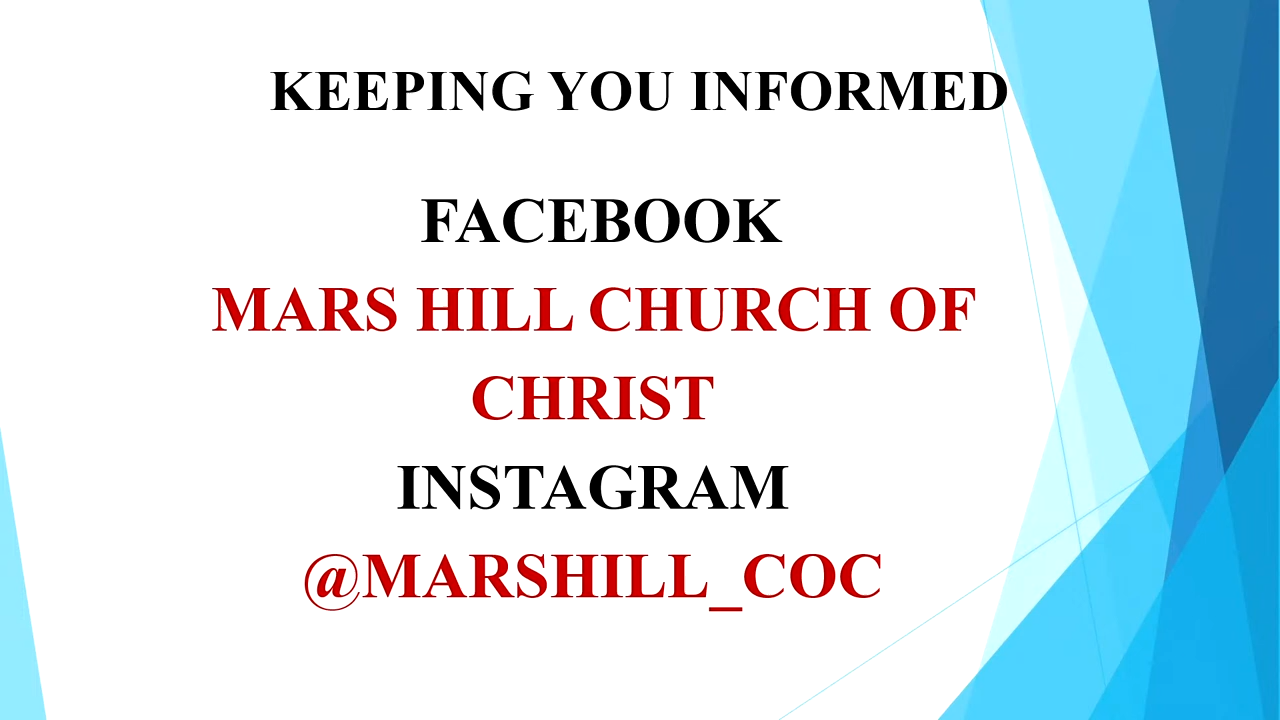 KEEPING YOU INFORMED
FACEBOOK
MARS HILL CHURCH OF
CHRIST
INSTAGRAM
@MARSHILL_COC